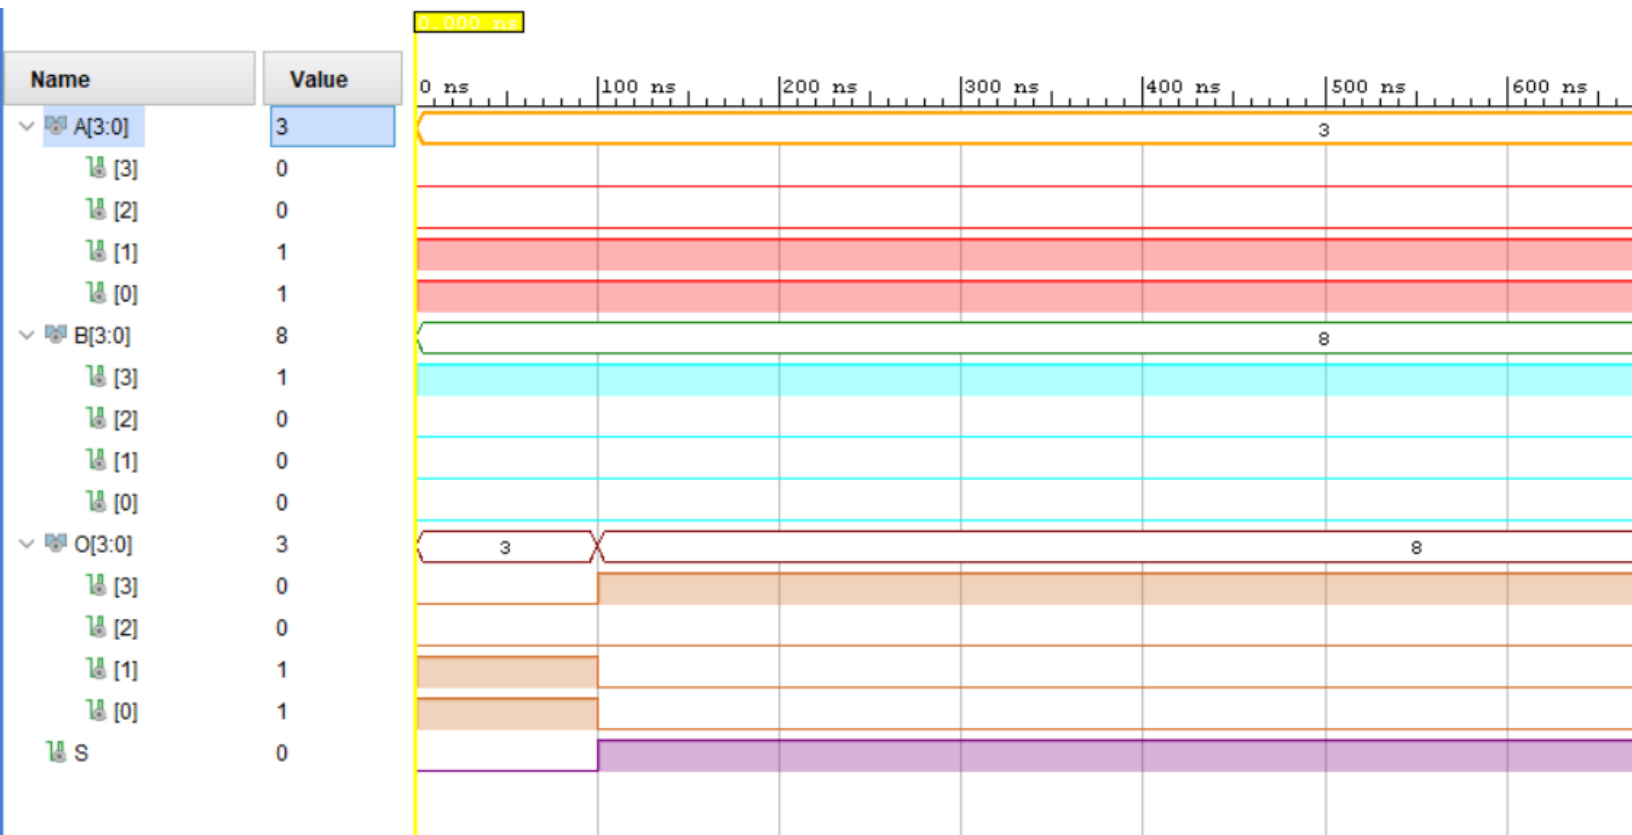 0.000 ns
Name Value 0 ns 100 ns 200 ns 300 ns 400 ns 500 ns 600 ns
A[3:0] 3 3
[3] 0
[2] 0
[1] 1
[0] 1
B[3:0] 8 8
[3] 1
[2] 0
[1] 0
[0] 0
O[3:0] 3 3 8
[3] 0
[2] 0
[1] 1
[0] 1
S 0